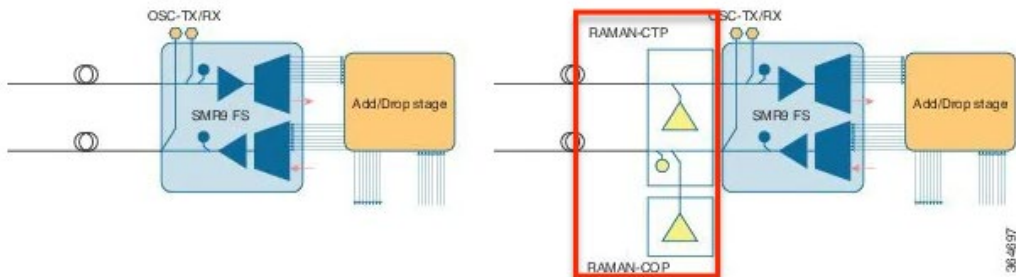 OSC-TX/RX
SMR9 FS
Add/Drop stage
RAMAN-CTP
OSC-TX/RX
SMR9 FS
Add/Drop stage
RAMAN-COP
364697